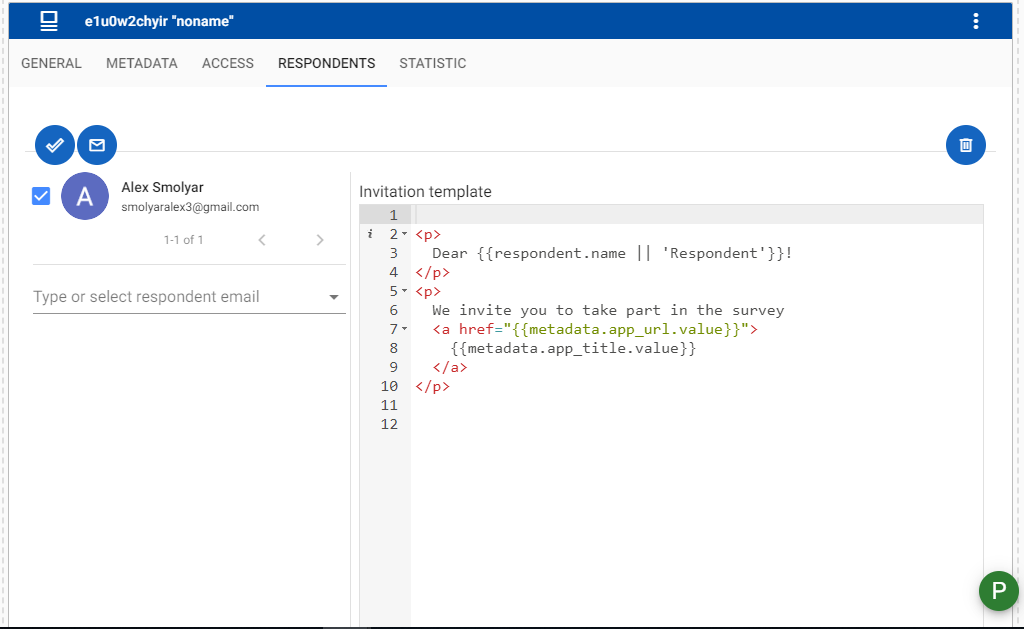 e1u0w2chyir "noname"
GENERAL METADATA ACCESS RESPONDENTS STATISTIC
A
Alex Smolyar
smolyaralex3@gmail.com
1-1 of 1
Type or select respondent email
Invitation template
1
i 2 <p>
3 Dear {{respondent.name || 'Respondent'}}!
4 </p>
5 <p>
6 We invite you to take part in the survey
7 <a href="{{metadata.app_url.value}}">
8 {{metadata.app_title.value}}
9 </a>
10 </p>
11
12
P